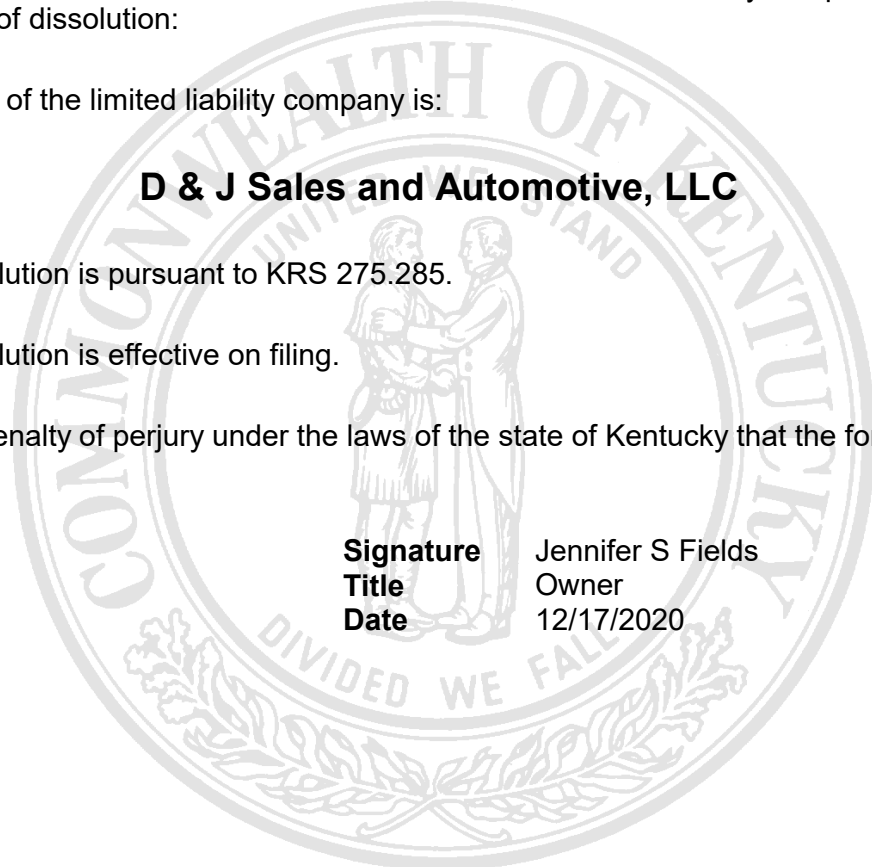 of dissolution:
of the limited liability company is:
D & J Sales and Automotive, LLC
lution is pursuant to KRS 275.285.
lution is effective on filing.
enalty of perjury under the laws of the state of Kentucky that the for
Signature Jennifer S Fields
Title Owner
Date 12/17/2020
COMMONWEALTH OF KENTUCKY
UNITED WE STAND
DIVIDED WE FALL